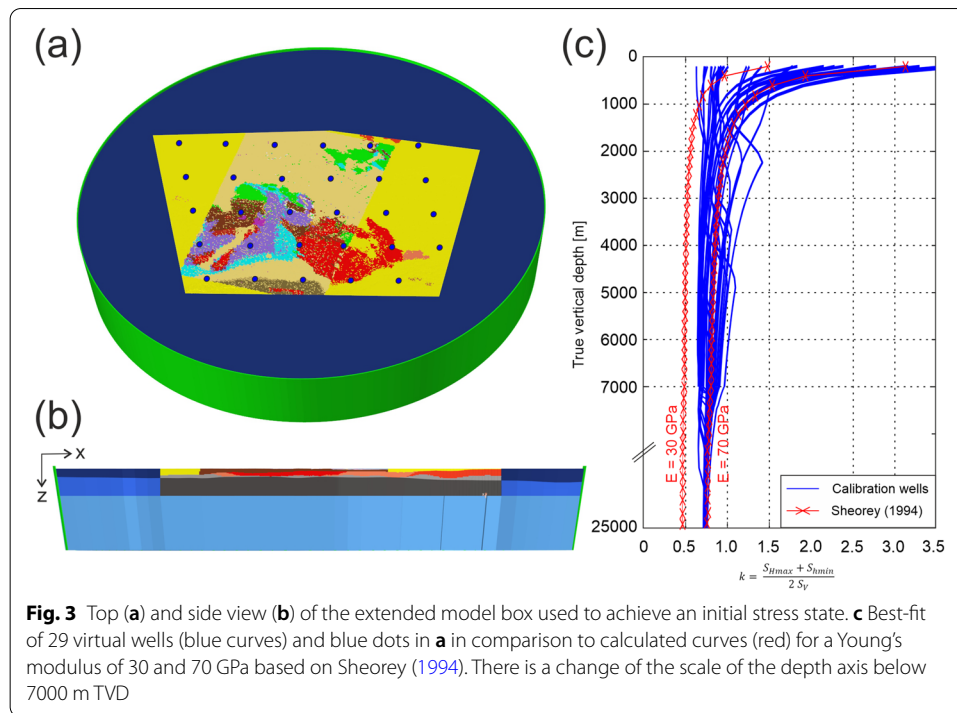 (a)
(b)
x
z
(c)
True vertical depth [m]
0
1000
2000
3000
4000
5000
6000
7000
25000
E = 30 GPa
E = 70 GPa
Calibration wells
Sheorey (1994)
0 0.5 1.0 1.5 2.0 2.5 3.0 3.5
k = (S_Hmax + S_hmin) / (2 S_V)
Fig. 3 Top (a) and side view (b) of the extended model box used to achieve an initial stress state. c Best-fit
of 29 virtual wells (blue curves) and blue dots in a in comparison to calculated curves (red) for a Young's
modulus of 30 and 70 GPa based on Sheorey (1994). There is a change of the scale of the depth axis below
7000 m TVD